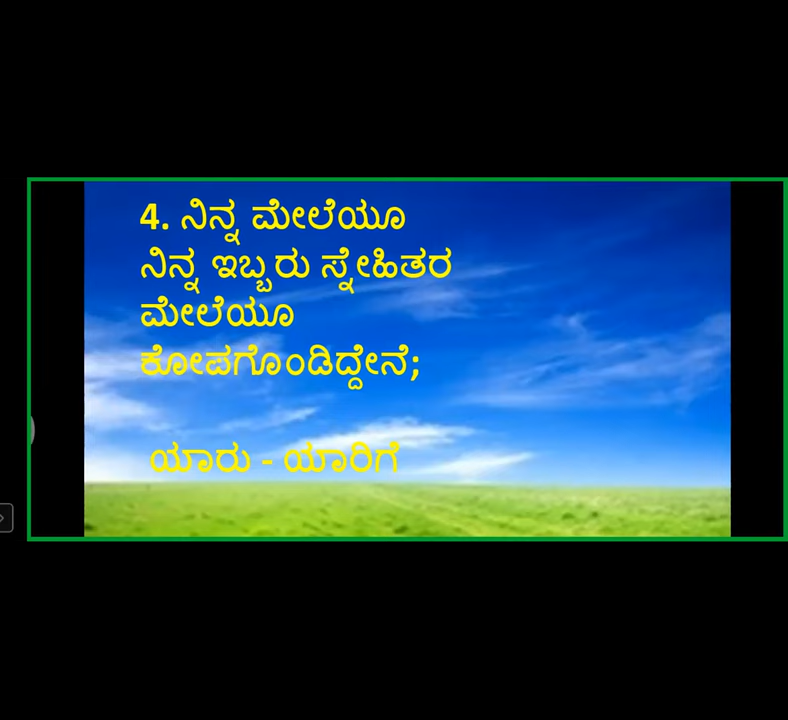 4. ನಿನ್ನ ಮೇಲೆಯೂ
ನಿನ್ನ ಇಬ್ಬರು ಸ್ನೇಹಿತರ
ಮೇಲೆಯೂ
ಕೋಪಗೊಂಡಿದ್ದೇನೆ;
ಯಾರು - ಯಾರಿಗೆ